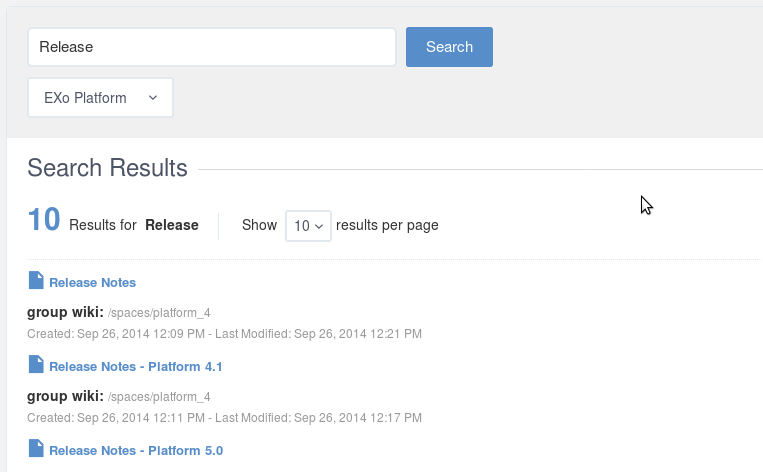 Release Search
EXo Platform
Search Results
10 Results for Release Show 10 results per page
Release Notes
group wiki: /spaces/platform_4
Created: Sep 26, 2014 12:09 PM - Last Modified: Sep 26, 2014 12:21 PM
Release Notes - Platform 4.1
group wiki: /spaces/platform_4
Created: Sep 26, 2014 12:11 PM - Last Modified: Sep 26, 2014 12:17 PM
Release Notes - Platform 5.0